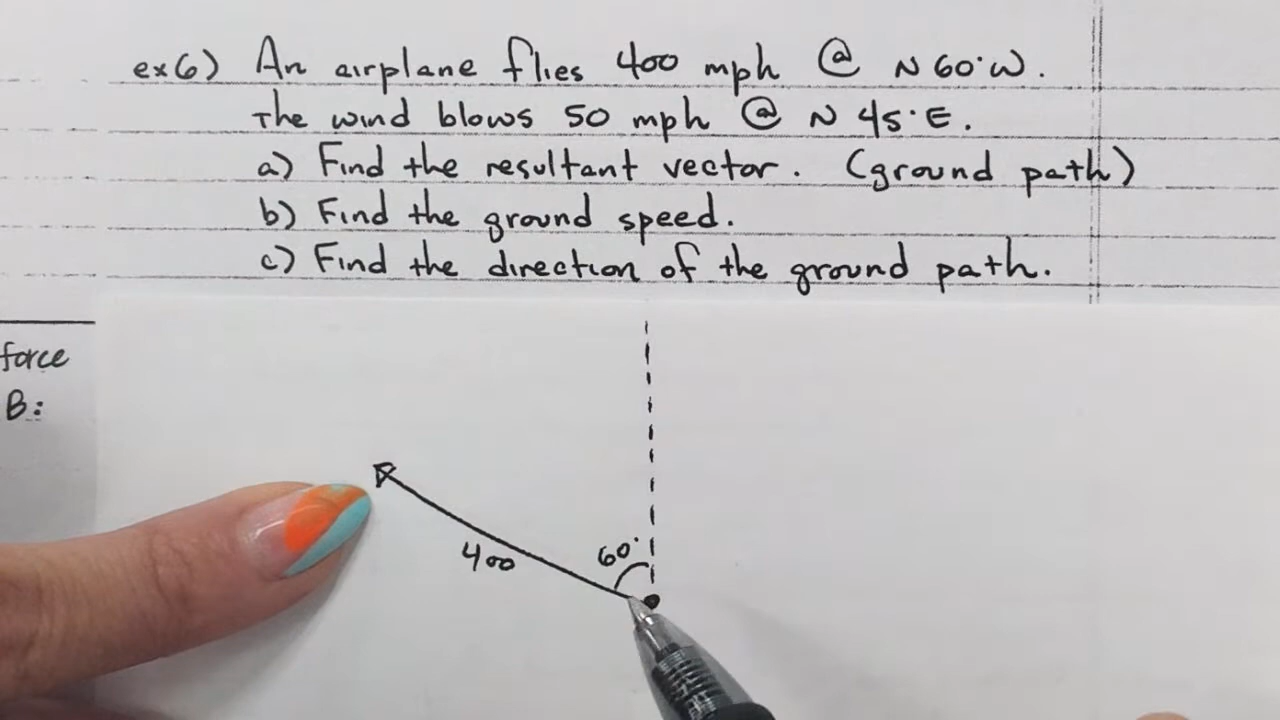 ex6) An airplane flies 400 mph @ N 60°W.
The wind blows 50 mph @ N 45°E.
a) Find the resultant vector. (ground path)
b) Find the ground speed.
c) Find the direction of the ground path.
force
B:
60°
400